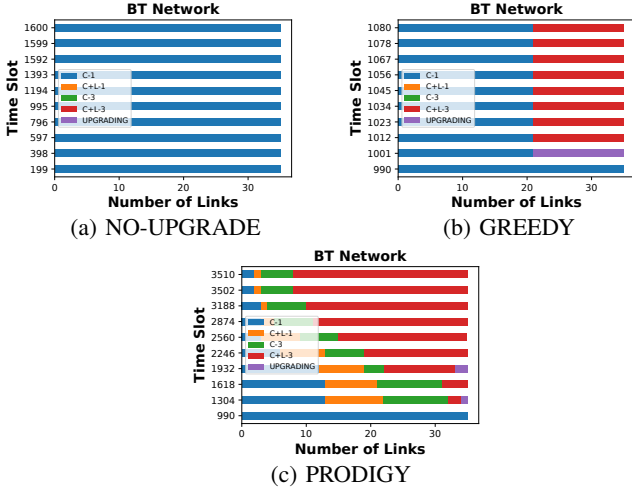 BT Network
1600
1599
1592
1393
1194
995
796
597
398
199
Time Slot
C-1
C+L-1
C-3
C+L-3
UPGRADING
0 10 20 30
Number of Links
(a) NO-UPGRADE
BT Network
1080
1078
1067
1056
1045
1034
1023
1012
1001
990
Time Slot
C-1
C+L-1
C-3
C+L-3
UPGRADING
0 10 20 30
Number of Links
(b) GREEDY
BT Network
3510
3502
3188
2874
2560
2246
1932
1618
1304
990
Time Slot
C-1
C+L-1
C-3
C+L-3
UPGRADING
0 10 20 30
Number of Links
(c) PRODIGY